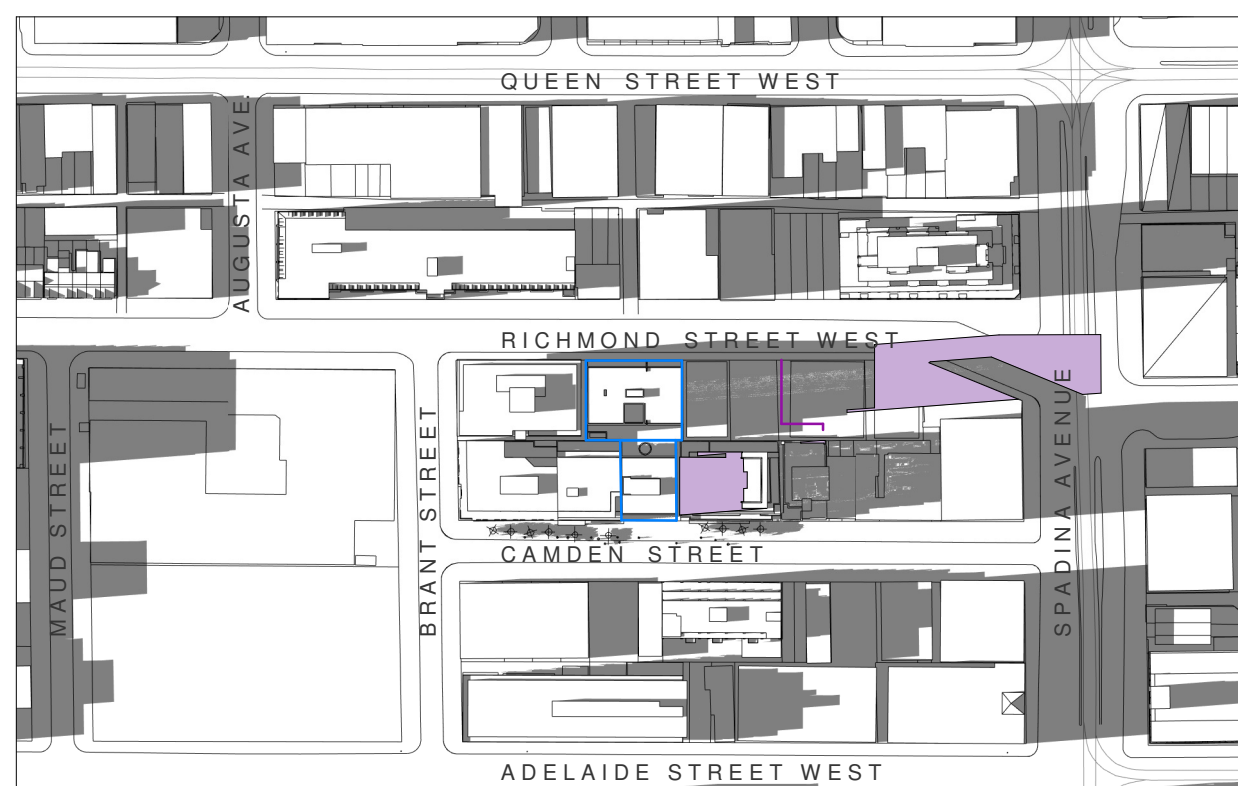 QUEEN STREET WEST
AUGUSTA AVE.
RICHMOND STREET WEST
MAUD STREET
BRANT STREET
SPADINA AVENUE
CAMDEN STREET
ADELAIDE STREET WEST